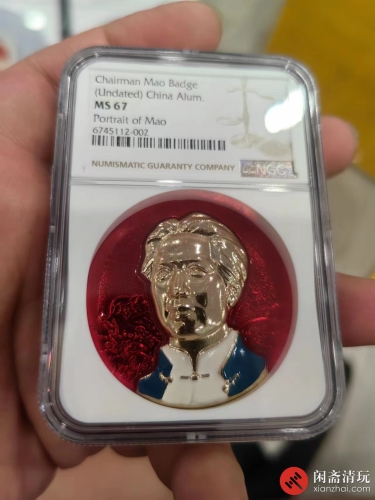 Chairman Mao Badge
(Undated) China Alum.
MS 67
Portrait of Mao
6745112-002
NUMISMATIC GUARANTY COMPANY
NGC
闲斋清玩
xianzhai.com